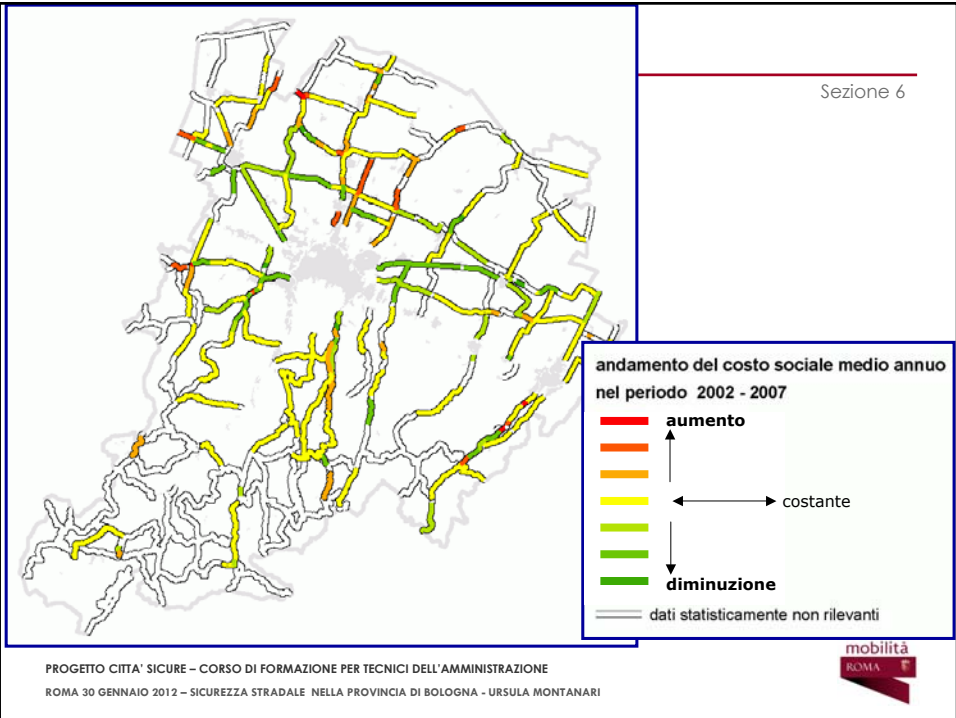 Sezione 6
andamento del costo sociale medio annuo
nel periodo 2002 - 2007
aumento
costante
diminuzione
dati statisticamente non rilevanti
PROGETTO CITTA' SICURE – CORSO DI FORMAZIONE PER TECNICI DELL'AMMINISTRAZIONE
ROMA 30 GENNAIO 2012 – SICUREZZA STRADALE NELLA PROVINCIA DI BOLOGNA - URSULA MONTANARI
mobilità
ROMA